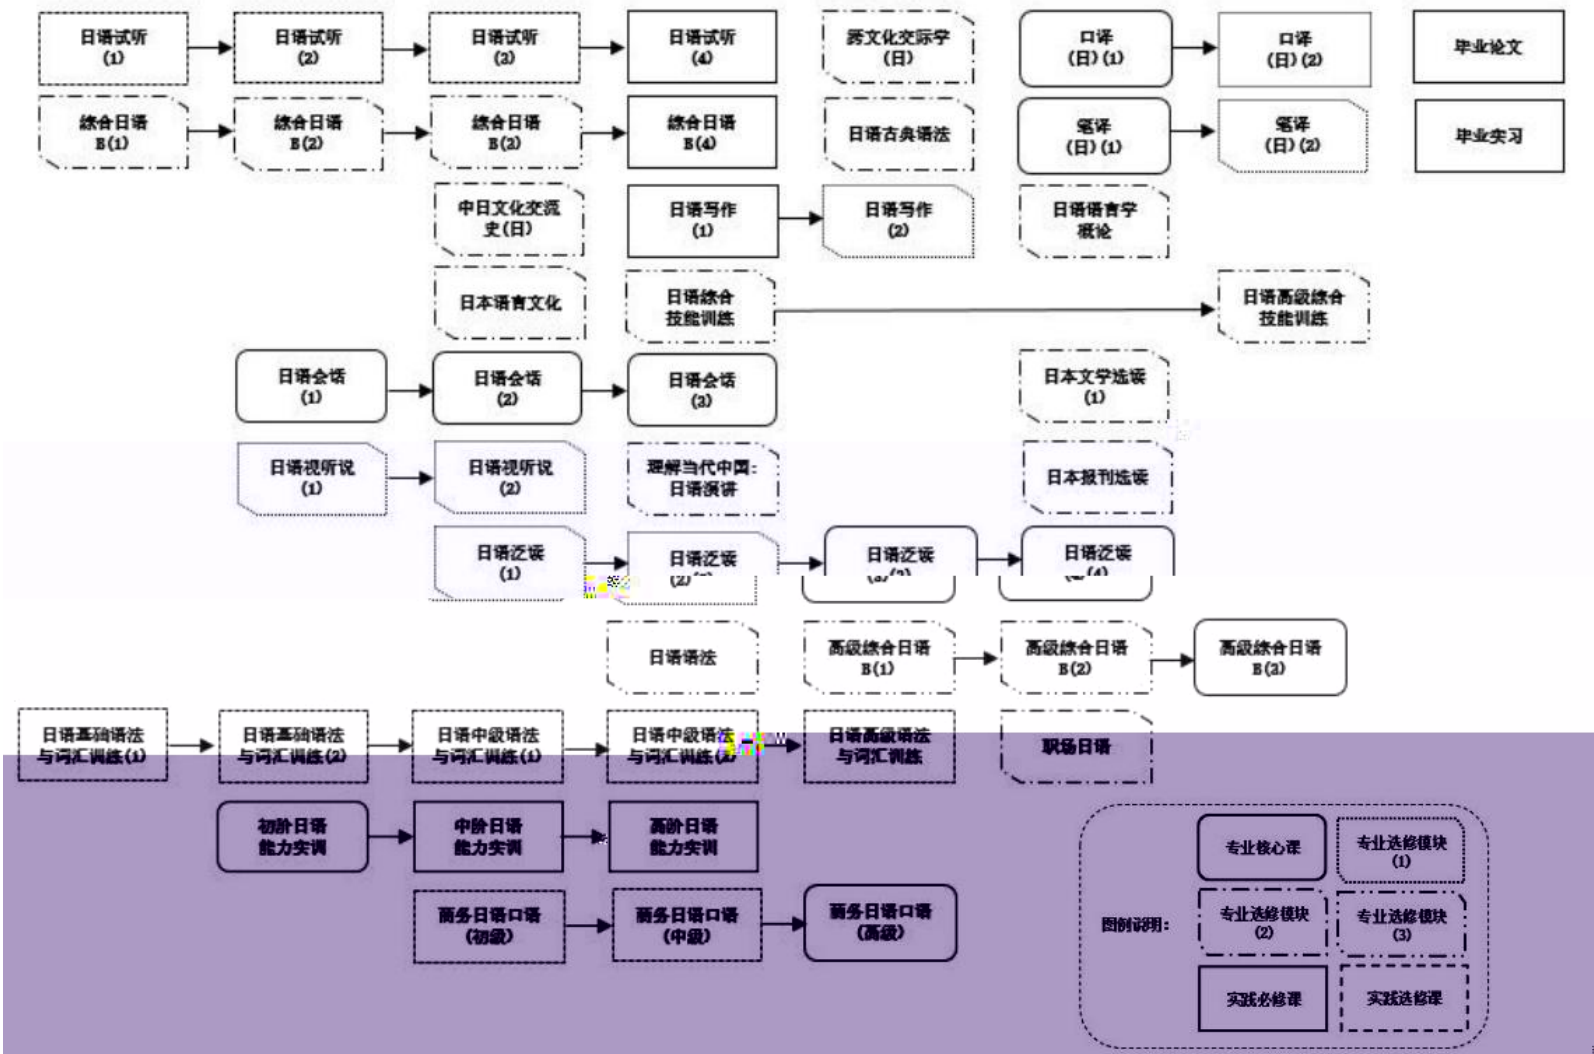 日语试听
(1)
日语试听
(2)
日语试听
(3)
日语试听
(4)
跨文化交际学
(日)
口译
(日)(1)
口译
(日)(2)
毕业论文
综合日语
B(1)
综合日语
B(2)
综合日语
B(3)
综合日语
B(4)
日语古典语法
笔译
(日)(1)
笔译
(日)(2)
毕业实习
中日文化交流
史(日)
日语写作
(1)
日语写作
(2)
日语语言学
概论
日本语言文化
日语综合
技能训练
日语高级综合
技能训练
日语会话
(1)
日语会话
(2)
日语会话
(3)
日本文学选读
(1)
日语视听说
(1)
日语视听说
(2)
理解当代中国:
日语演讲
日本报刊选读
日语泛读
(1)
日语泛读
(2)
日语泛读
日语泛读
(4)
日语语法
高级综合日语
B(1)
高级综合日语
B(2)
高级综合日语
B(3)
日语基础语法
与词汇训练(1)
日语基础语法
与词汇训练(2)
日语中级语法
与词汇训练(1)
日语中级语法
与词汇训练(2)
日语高级语法
与词汇训练
职场日语
初阶日语
能力实训
中阶日语
能力实训
高阶日语
能力实训
商务日语口语
(初级)
商务日语口语
(中级)
商务日语口语
(高级)
图例说明:
专业核心课
专业选修模块
(1)
专业选修模块
(2)
专业选修模块
(3)
实践必修课
实践选修课